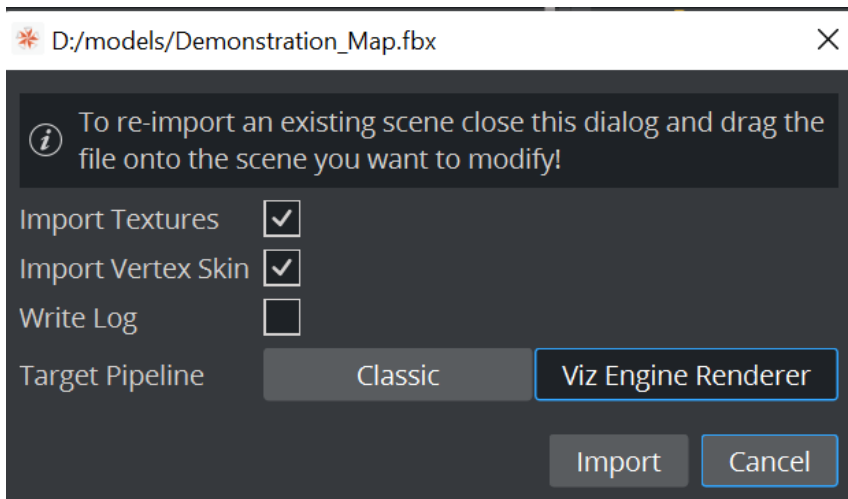 D:/models/Demonstration_Map.fbx
To re-import an existing scene close this dialog and drag the
file onto the scene you want to modify!
Import Textures
Import Vertex Skin
Write Log
Target Pipeline Classic Viz Engine Renderer
Import Cancel